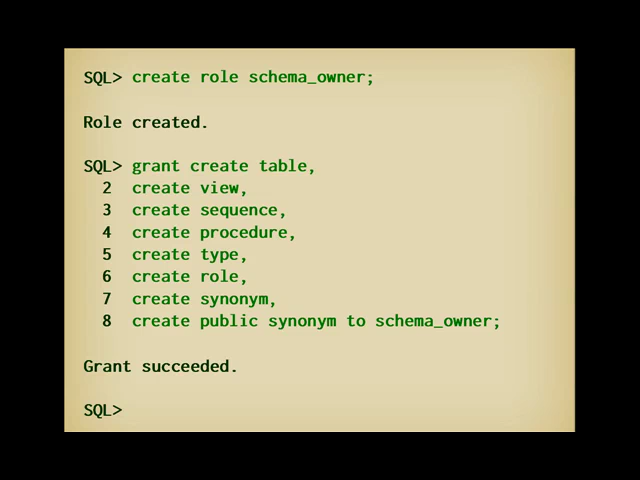 SQL> create role schema_owner;
Role created.
SQL> grant create table,
2 create view,
3 create sequence,
4 create procedure,
5 create type,
6 create role,
7 create synonym,
8 create public synonym to schema_owner;
Grant succeeded.
SQL>